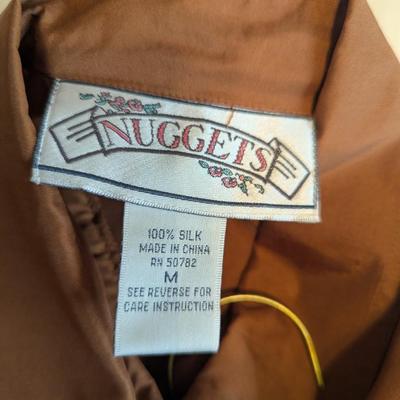 NUGGETS
100% SILK
MADE IN CHINA
RN 50782
M
SEE REVERSE FOR
CARE INSTRUCTION